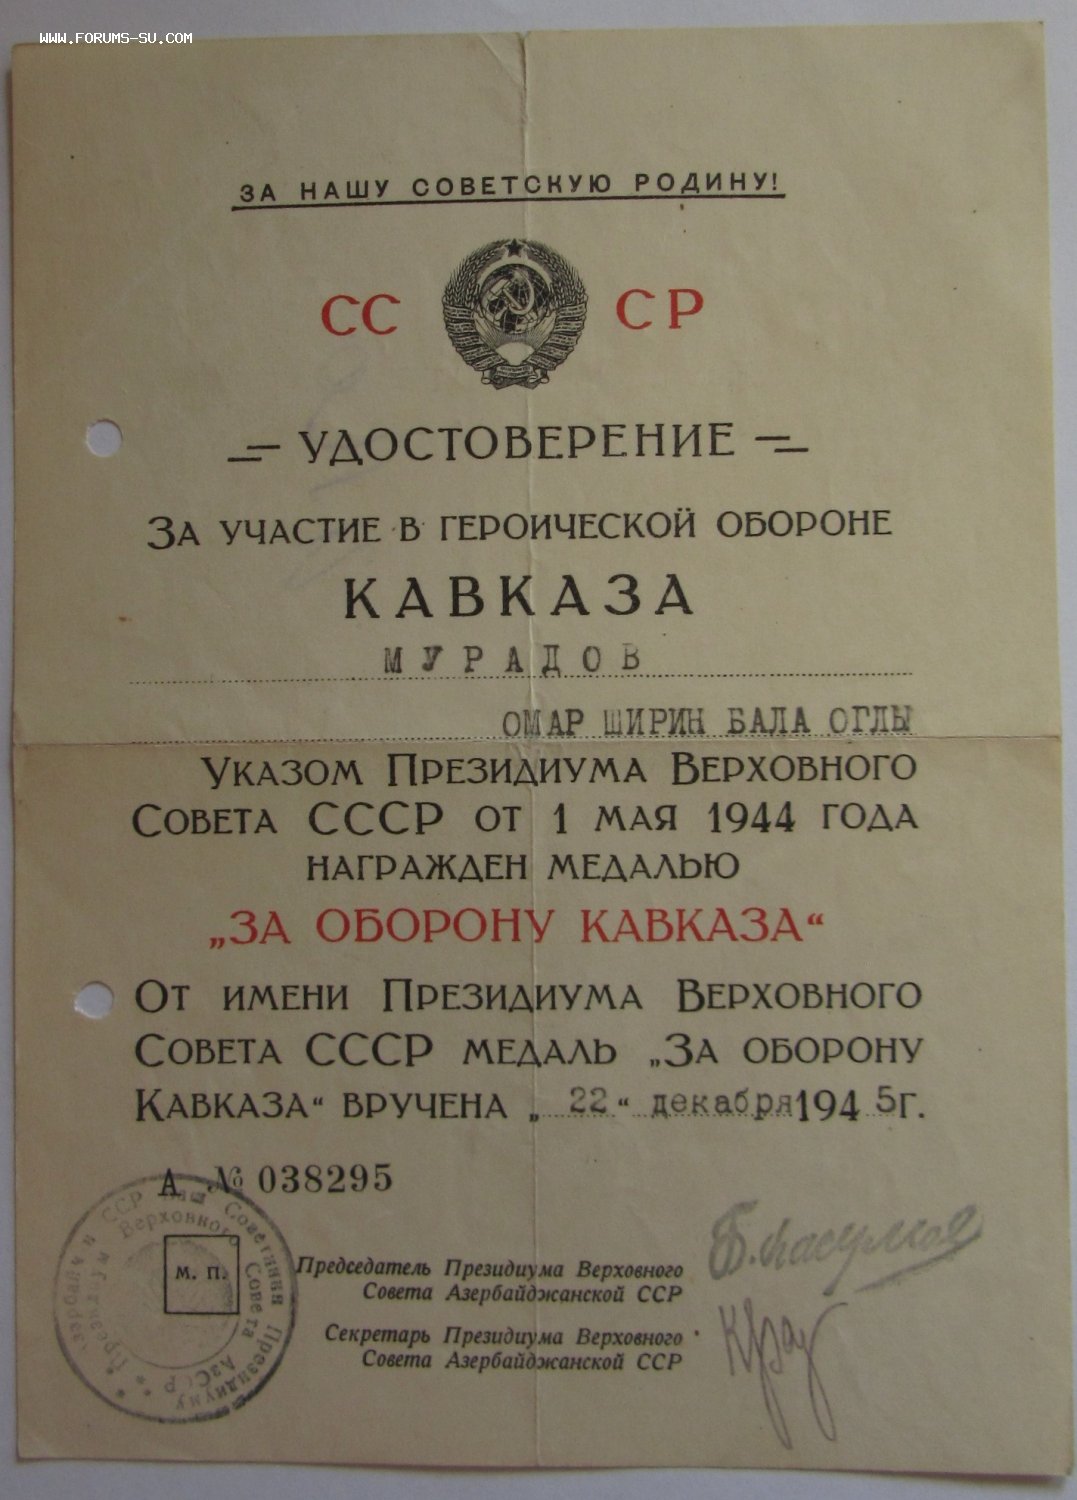 WWW.FORUMS-SU.COM
ЗА НАШУ СОВЕТСКУЮ РОДИНУ!
СС СР
УДОСТОВЕРЕНИЕ
ЗА УЧАСТИЕ В ГЕРОИЧЕСКОЙ ОБОРОНЕ
КАВКАЗА
МУРАДОВ
ОМАР ШИРИН БАЛА ОГЛЫ
УКАЗОМ ПРЕЗИДИУМА ВЕРХОВНОГО
СОВЕТА СССР ОТ 1 МАЯ 1944 ГОДА
НАГРАЖДЕН МЕДАЛЬЮ
„ЗА ОБОРОНУ КАВКАЗА“
ОТ ИМЕНИ ПРЕЗИДИУМА ВЕРХОВНОГО
СОВЕТА СССР МЕДАЛЬ „ЗА ОБОРОНУ
КАВКАЗА“ ВРУЧЕНА „22“ декабря 1945г.
А № 038295
м. п.
Председатель Президиума Верховного
Совета Азербайджанской ССР
Секретарь Президиума Верховного
Совета Азербайджанской ССР